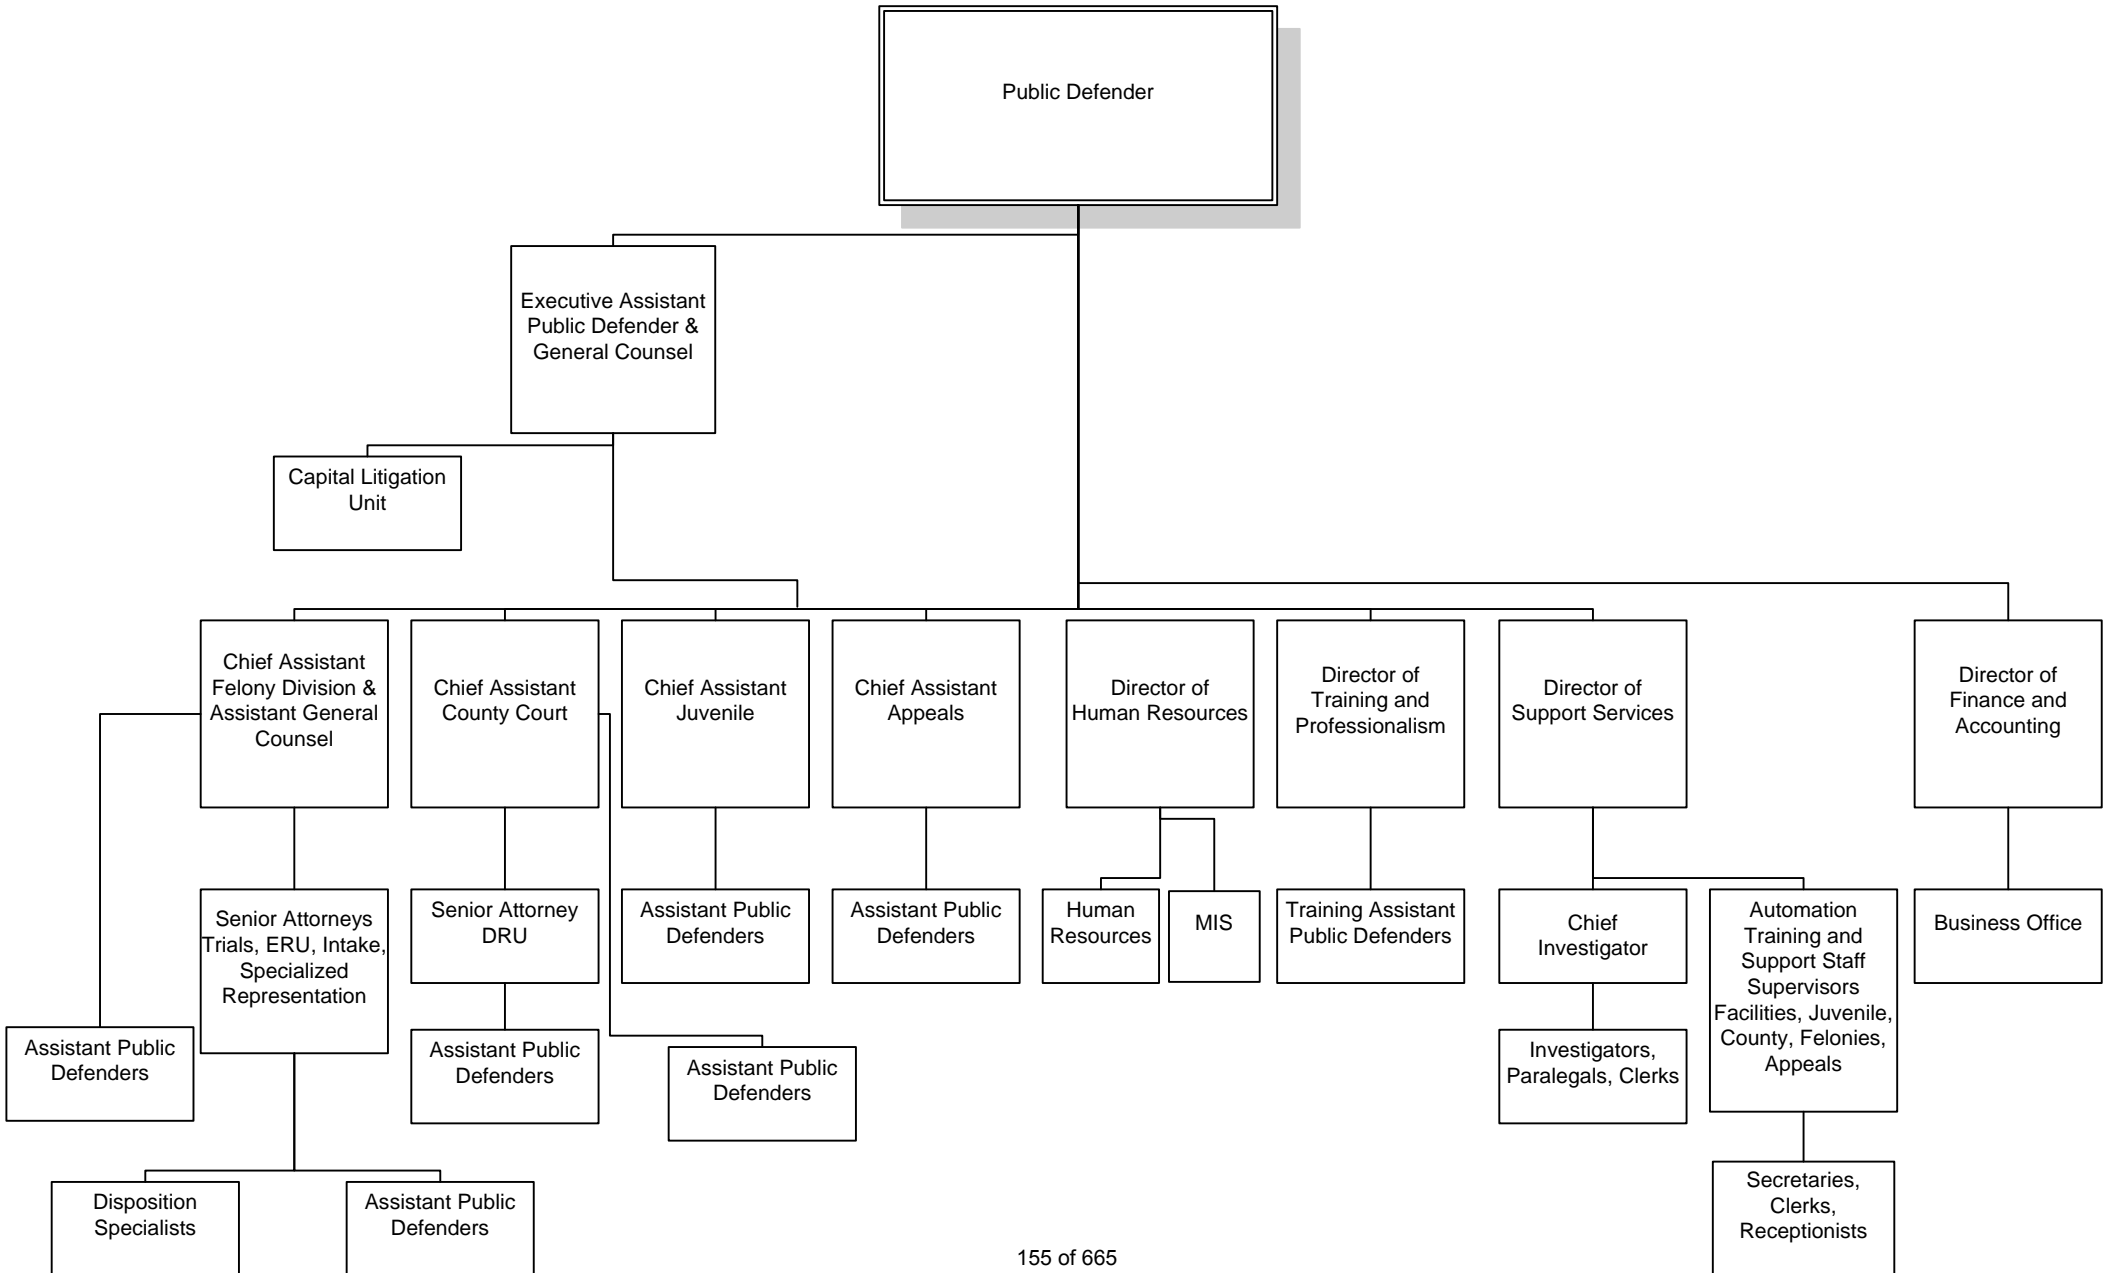 Public Defender
Executive Assistant
Public Defender &
General Counsel
Capital Litigation
Unit
Chief Assistant
Felony Division &
Assistant General
Counsel
Chief Assistant
County Court
Chief Assistant
Juvenile
Chief Assistant
Appeals
Director of
Human Resources
Director of
Training and
Professionalism
Director of
Support Services
Director of
Finance and
Accounting
Senior Attorneys
Trials, ERU, Intake,
Specialized
Representation
Senior Attorney
DRU
Assistant Public
Defenders
Assistant Public
Defenders
Human
Resources
MIS
Training Assistant
Public Defenders
Chief
Investigator
Automation
Training and
Support Staff
Supervisors
Facilities, Juvenile,
County, Felonies,
Appeals
Business Office
Assistant Public
Defenders
Assistant Public
Defenders
Assistant Public
Defenders
Investigators,
Paralegals, Clerks
Disposition
Specialists
Assistant Public
Defenders
Secretaries,
Clerks,
Receptionists
155 of 665